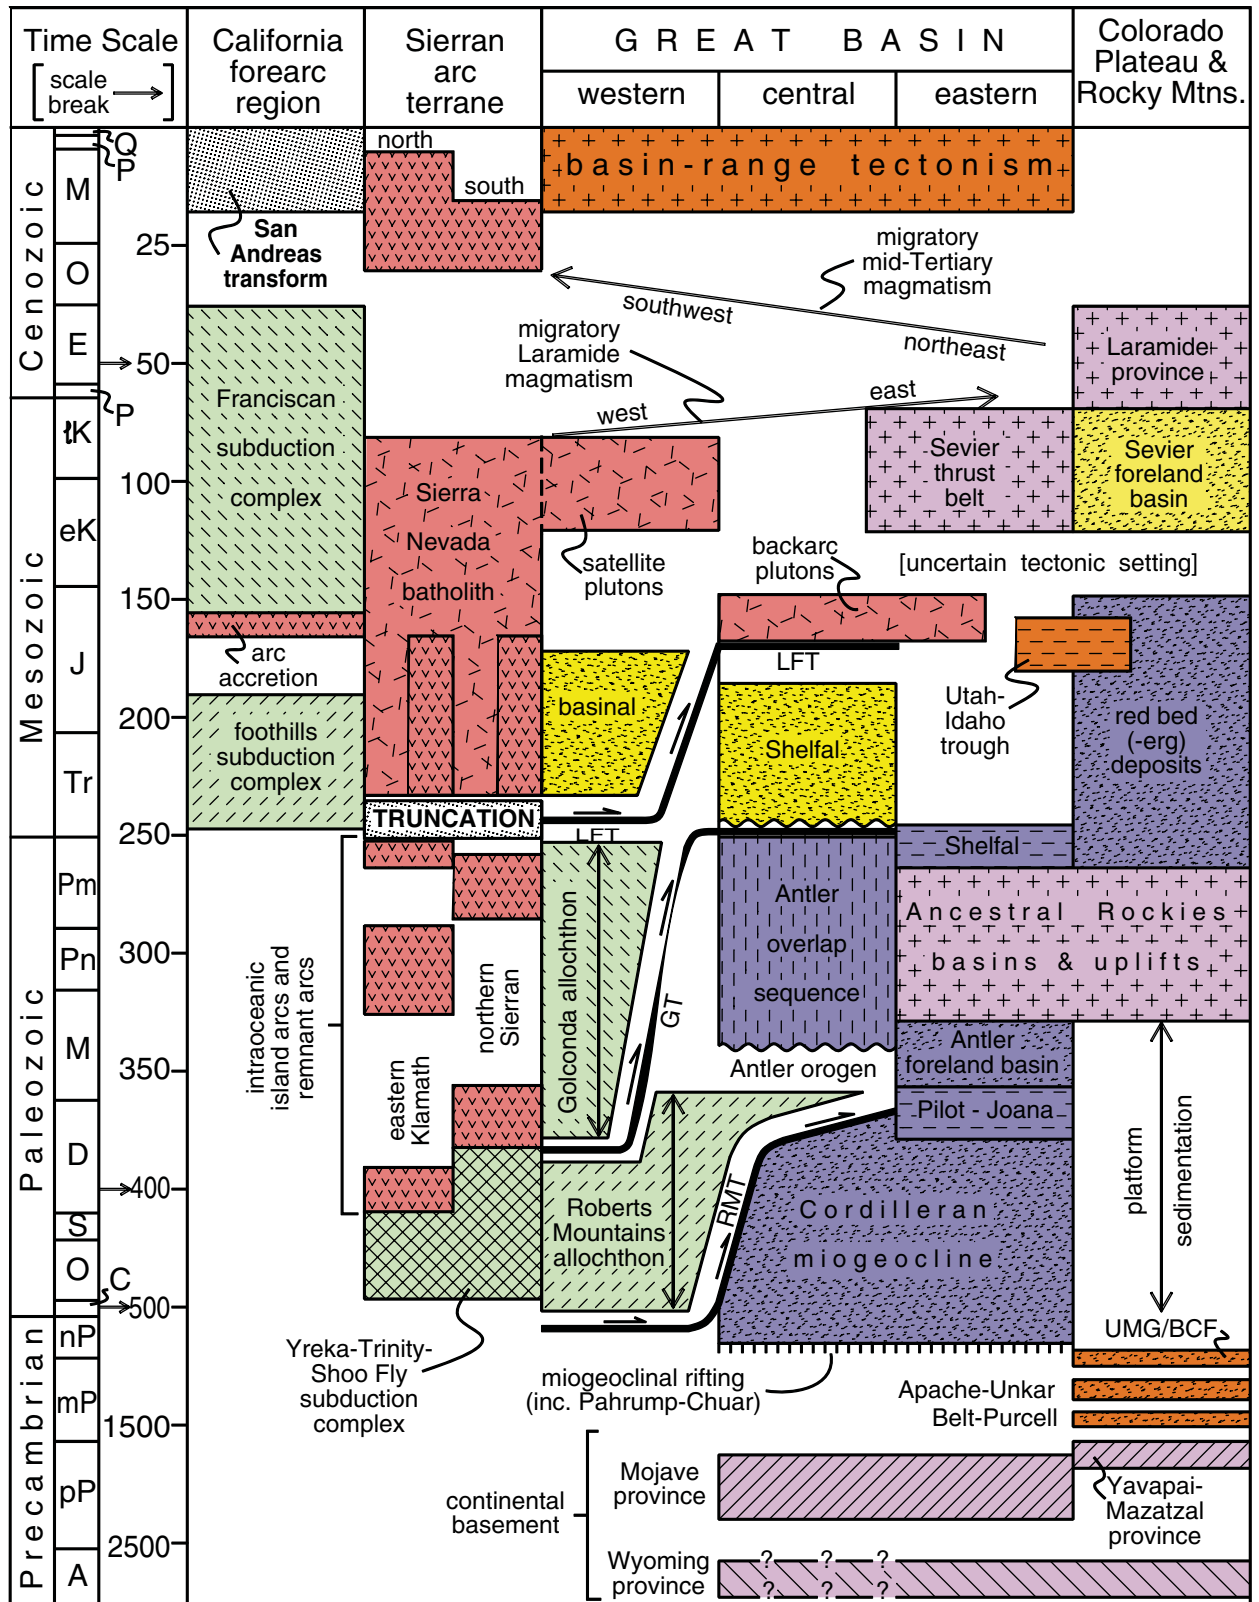 Time Scale
scale
break
California
forearc
region
Sierran
arc
terrane
GREAT BASIN
western
central
eastern
Colorado
Plateau &
Rocky Mtns.
Cenozoic
Mesozoic
Paleozoic
Precambrian
Q
P
M
O
E
P
ℓK
eK
J
Tr
Pm
Pn
M
D
S
O
C
nP
mP
pP
A
25
50
100
150
200
250
300
350
400
500
1500
2500
San
Andreas
transform
Franciscan
subduction
complex
arc
accretion
foothills
subduction
complex
intraoceanic
island arcs and
remnant arcs
north
south
Sierra
Nevada
batholith
TRUNCATION
northern
Sierran
eastern
Klamath
Yreka-Trinity-
Shoo Fly
subduction
complex
basin-range tectonism
migratory
mid-Tertiary
magmatism
southwest
northeast
migratory
Laramide
magmatism
west
east
satellite
plutons
backarc
plutons
[uncertain tectonic setting]
basinal
LFT
LFT
Shelfal
Golconda allochthon
GT
Antler
overlap
sequence
Antler orogen
Roberts
Mountains
allochthon
RMT
Cordilleran
miogeocline
miogeoclinal rifting
(inc. Pahrump-Chuar)
Sevier
thrust
belt
Utah-
Idaho
trough
Shelfal
Ancestral Rockies
basins & uplifts
Antler
foreland basin
Pilot - Joana
Laramide
province
Sevier
foreland
basin
red bed
(-erg)
deposits
platform
sedimentation
UMG/BCF
Apache-Unkar
Belt-Purcell
continental
basement
Mojave
province
Yavapai-
Mazatzal
province
Wyoming
province
? ? ?
? ? ?